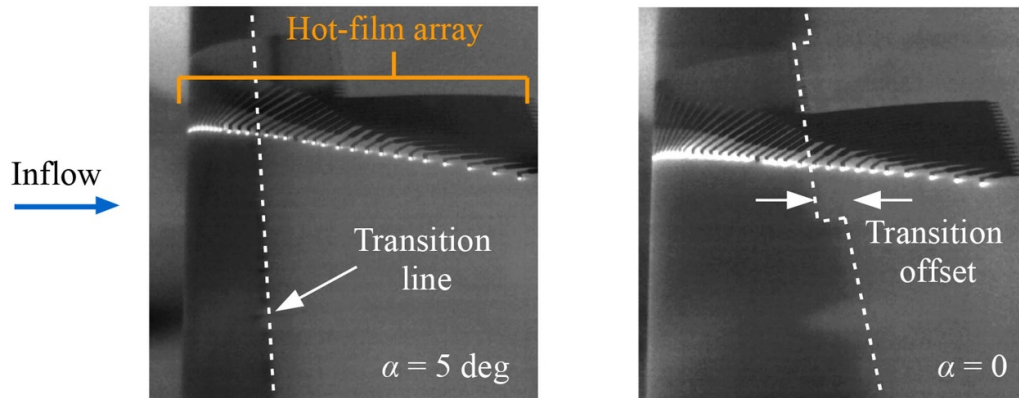 Hot-film array
Inflow
Transition
line
α = 5 deg
Transition
offset
α = 0